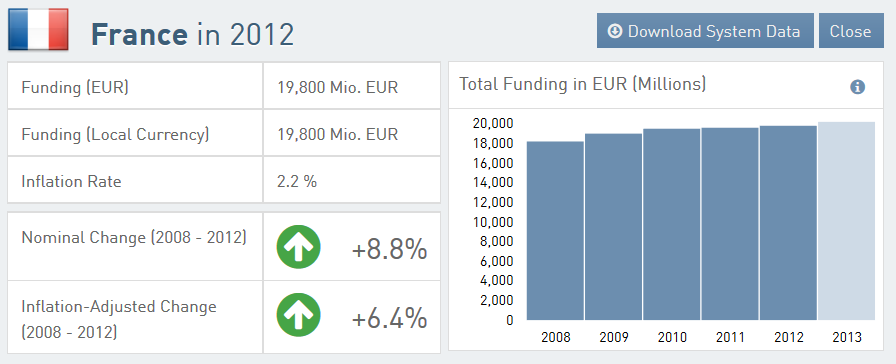 France in 2012
Download System Data
Close
Funding (EUR)
19,800 Mio. EUR
Funding (Local Currency)
19,800 Mio. EUR
Inflation Rate
2.2 %
Nominal Change (2008 - 2012)
+8.8%
Inflation-Adjusted Change
(2008 - 2012)
+6.4%
Total Funding in EUR (Millions)
20,000
18,000
16,000
14,000
12,000
10,000
8,000
6,000
4,000
2,000
0
2008
2009
2010
2011
2012
2013